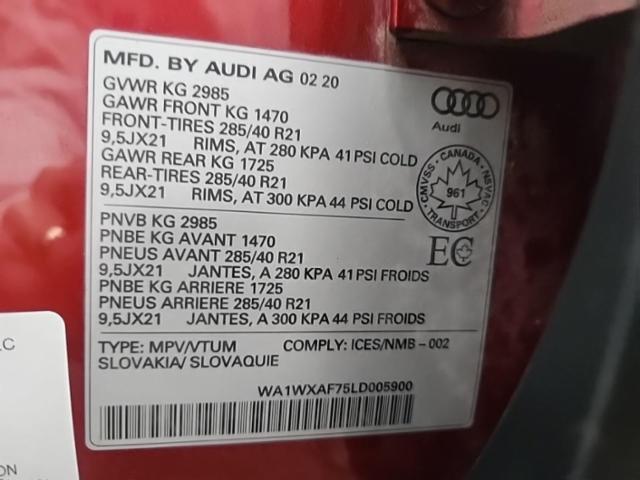 MFD. BY AUDI AG 02 20
GVWR KG 2985
GAWR FRONT KG 1470
FRONT-TIRES 285/40 R21
9,5JX21 RIMS, AT 280 KPA 41 PSI COLD
GAWR REAR KG 1725
REAR-TIRES 285/40 R21
9,5JX21 RIMS, AT 300 KPA 44 PSI COLD
Audi
CMVSS - CANADA - NSVAC
961
TRANSPORT
EC
PNVB KG 2985
PNBE KG AVANT 1470
PNEUS AVANT 285/40 R21
9,5JX21 JANTES, A 280 KPA 41 PSI FROIDS
PNBE KG ARRIERE 1725
PNEUS ARRIERE 285/40 R21
9,5JX21 JANTES, A 300 KPA 44 PSI FROIDS
TYPE: MPV/VTUM COMPLY: ICES/NMB-002
SLOVAKIA/ SLOVAQUIE
WA1WXAF75LD005900
LC
ON